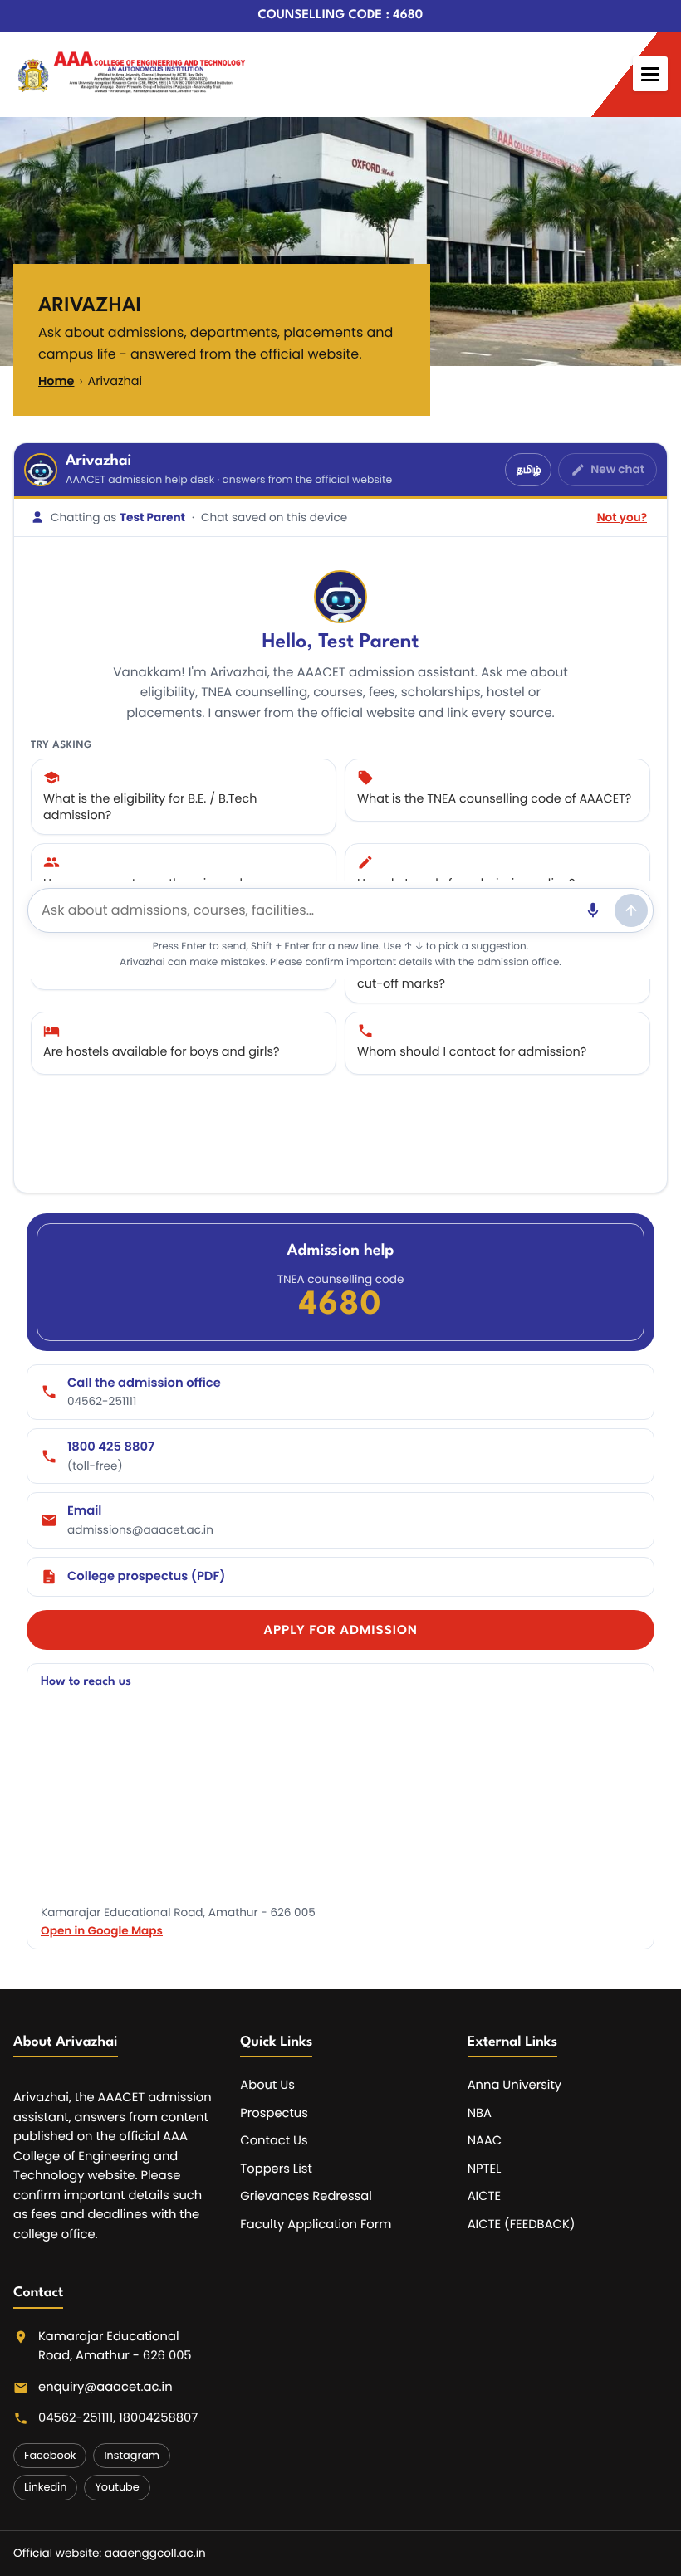 COUNSELLING CODE : 4680
AAA COLLEGE OF ENGINEERING AND TECHNOLOGY
AN AUTONOMOUS INSTITUTION
OXFORD
AAA COLLEGE OF ENGINEERING
ARIVAZHAI
Ask about admissions, departments, placements and
campus life - answered from the official website.
Home › Arivazhai
Arivazhai
AAACET admission help desk · answers from the official website
தமிழ்
New chat
Chatting as Test Parent · Chat saved on this device
Not you?
Hello, Test Parent
Vanakkam! I'm Arivazhai, the AAACET admission assistant. Ask me about
eligibility, TNEA counselling, courses, fees, scholarships, hostel or
placements. I answer from the official website and link every source.
TRY ASKING
What is the eligibility for B.E. / B.Tech
admission?
What is the TNEA counselling code of AAACET?
Ask about admissions, courses, facilities...
Press Enter to send, Shift + Enter for a new line. Use ↑ ↓ to pick a suggestion.
Arivazhai can make mistakes. Please confirm important details with the admission office.
cut-off marks?
Are hostels available for boys and girls?
Whom should I contact for admission?
Admission help
TNEA counselling code
4680
Call the admission office
04562-251111
1800 425 8807
(toll-free)
Email
admissions@aaacet.ac.in
College prospectus (PDF)
APPLY FOR ADMISSION
How to reach us
Kamarajar Educational Road, Amathur - 626 005
Open in Google Maps
About Arivazhai
Arivazhai, the AAACET admission
assistant, answers from content
published on the official AAA
College of Engineering and
Technology website. Please
confirm important details such
as fees and deadlines with the
college office.
Quick Links
About Us
Prospectus
Contact Us
Toppers List
Grievances Redressal
Faculty Application Form
External Links
Anna University
NBA
NAAC
NPTEL
AICTE
AICTE (FEEDBACK)
Contact
Kamarajar Educational
Road, Amathur - 626 005
enquiry@aaacet.ac.in
04562-251111, 18004258807
Facebook
Instagram
Linkedin
Youtube
Official website: aaaenggcoll.ac.in